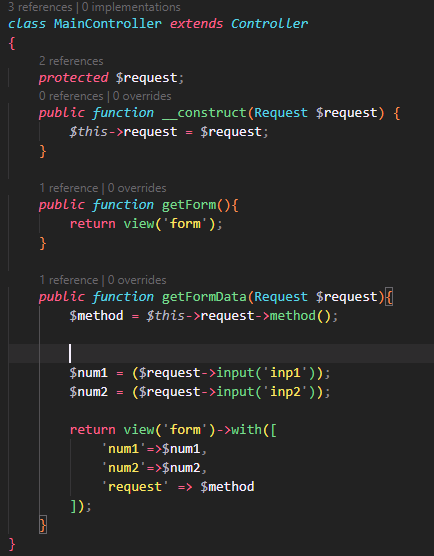 3 references | 0 implementations
class MainController extends Controller
{
2 references
protected $request;
0 references | 0 overrides
public function __construct(Request $request) {
$this->request = $request;
}
1 reference | 0 overrides
public function getForm(){
return view('form');
}
1 reference | 0 overrides
public function getFormData(Request $request){
$method = $this->request->method();
$num1 = ($request->input('inp1'));
$num2 = ($request->input('inp2'));
return view('form')->with([
'num1'=>$num1,
'num2'=>$num2,
'request' => $method
]);
}
}